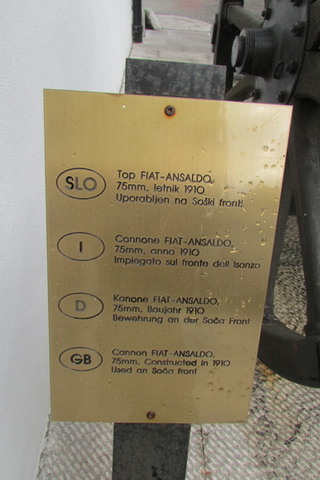 SLO
Top FIAT-ANSALDO,
75mm, letnik 1910
Uporabljen na Soški fronti
I
Cannone FIAT-ANSALDO,
75mm, anno 1910
Impiegato sul fronte dell Isonzo
D
Kanone FIAT-ANSALDO,
75mm, Baujahr 1910
Bewehrung an der Soča Front
GB
Cannon FIAT-ANSALDO,
75mm, Constructed in 1910
Used an Soča front